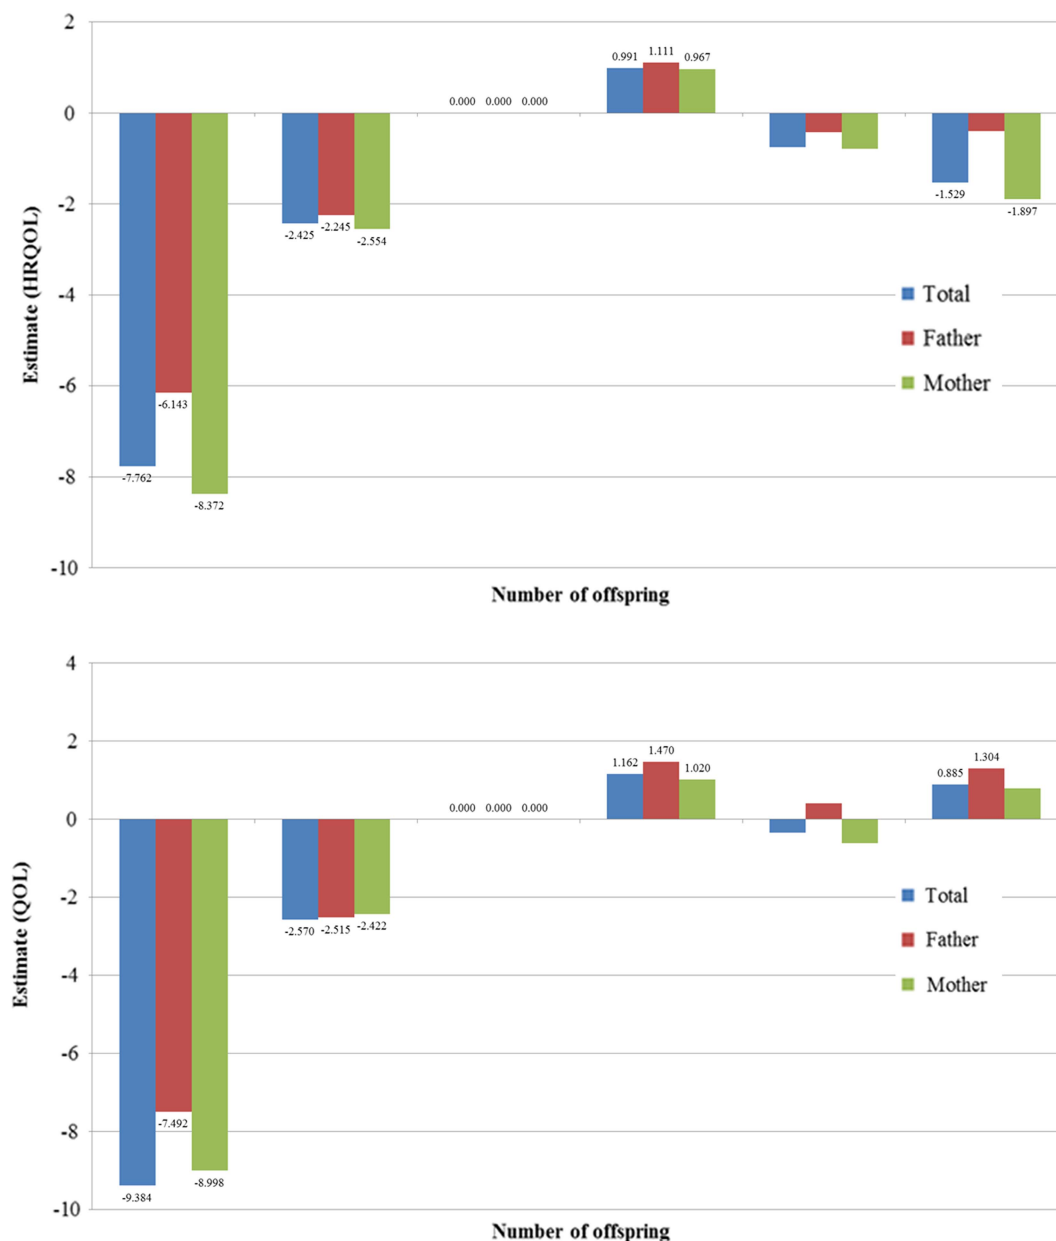 2
0.991 1.111 0.967
0.000 0.000 0.000
0
-1.529
-2
-1.897
-2.425 -2.245 -2.554
Estimate (HRQOL)
-4
Total
Father
-6
-6.143
Mother
-7.762
-8
-8.372
-10
Number of offspring
4
2
1.162 1.470 1.020
0.885 1.304
0.000 0.000 0.000
0
Estimate (QOL)
-2
Total
-2.570 -2.515 -2.422
Father
-4
Mother
-6
-7.492
-8
-8.998
-9.384
-10
Number of offspring